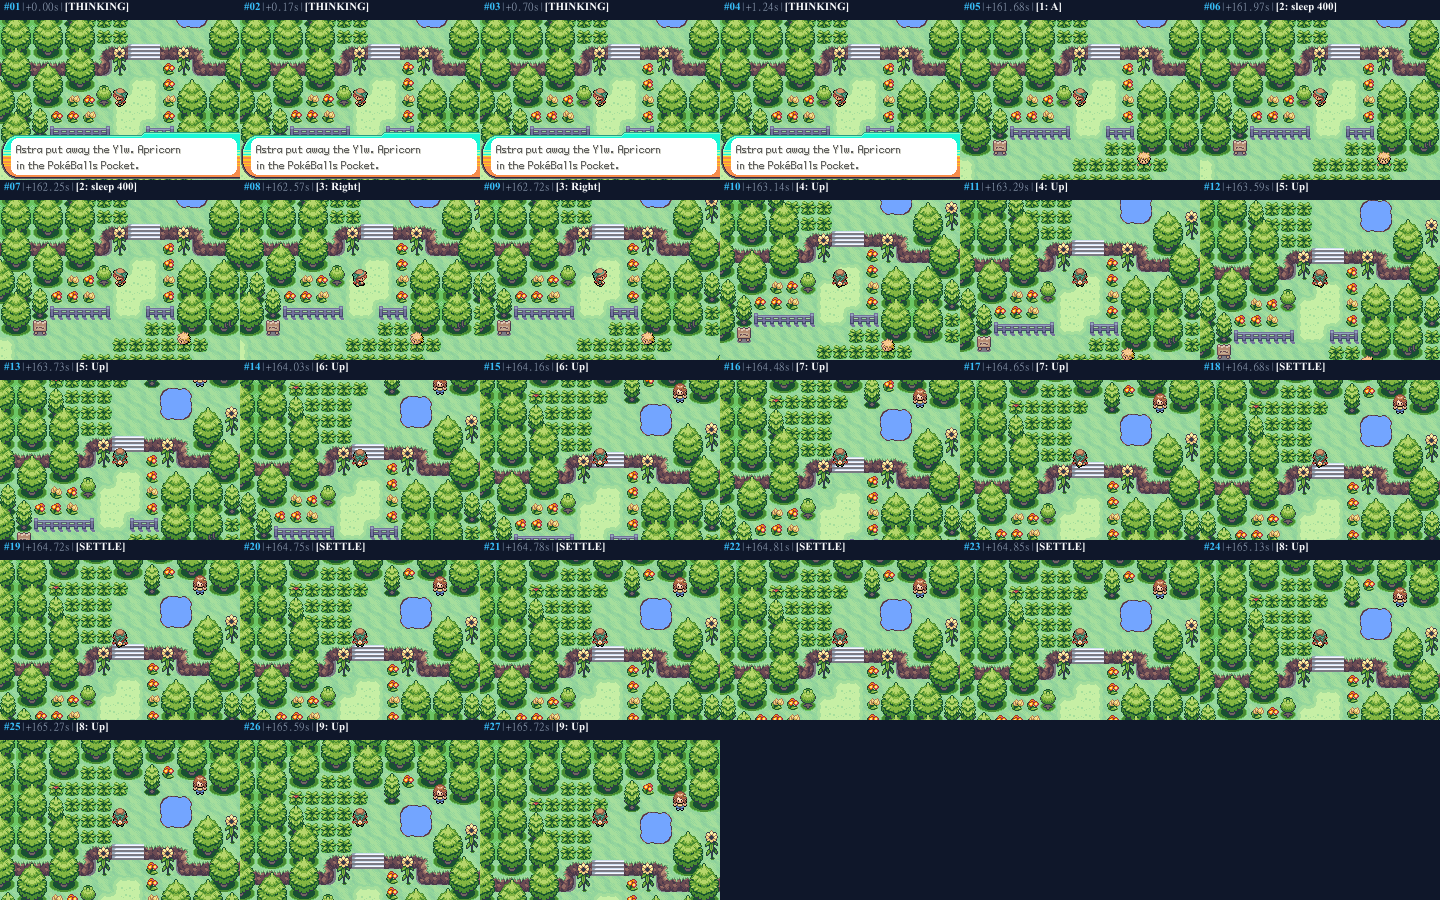 #01|+0.00s|[THINKING]
#02|+0.17s|[THINKING]
#03|+0.70s|[THINKING]
#04|+1.24s|[THINKING]
#05|+161.68s|[1: A]
#06|+161.97s|[2: sleep 400]
Astra put away the Ylw. Apricorn
in the PokéBalls Pocket.
Astra put away the Ylw. Apricorn
in the PokéBalls Pocket.
Astra put away the Ylw. Apricorn
in the PokéBalls Pocket.
Astra put away the Ylw. Apricorn
in the PokéBalls Pocket.
#07|+162.25s|[2: sleep 400]
#08|+162.57s|[3: Right]
#09|+162.72s|[3: Right]
#10|+163.14s|[4: Up]
#11|+163.29s|[4: Up]
#12|+163.59s|[5: Up]
#13|+163.73s|[5: Up]
#14|+164.03s|[6: Up]
#15|+164.16s|[6: Up]
#16|+164.48s|[7: Up]
#17|+164.65s|[7: Up]
#18|+164.68s|[SETTLE]
#19|+164.72s|[SETTLE]
#20|+164.75s|[SETTLE]
#21|+164.78s|[SETTLE]
#22|+164.81s|[SETTLE]
#23|+164.85s|[SETTLE]
#24|+165.13s|[8: Up]
#25|+165.27s|[8: Up]
#26|+165.59s|[9: Up]
#27|+165.72s|[9: Up]